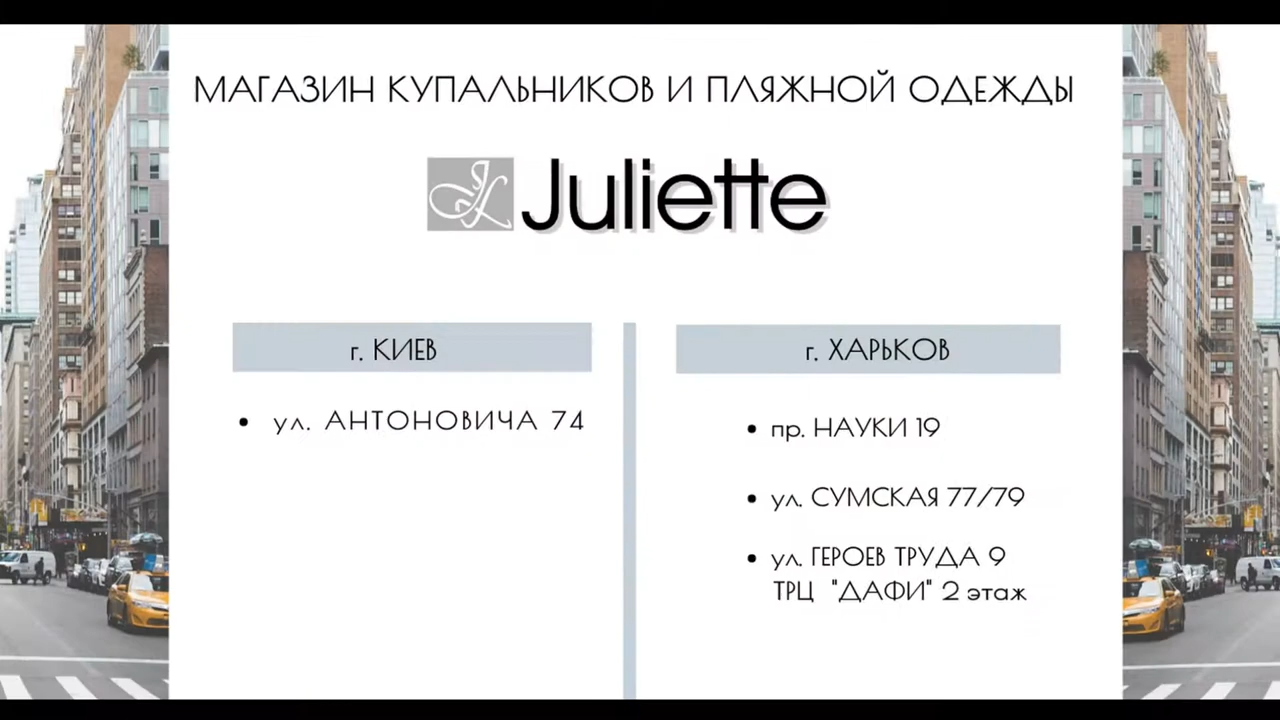 МАГАЗИН КУПАЛЬНИКОВ И ПЛЯЖНОЙ ОДЕЖДЫ
Juliette
г. КИЕВ
• ул. АНТОНОВИЧА 74
г. ХАРЬКОВ
• пр. НАУКИ 19
• ул. СУМСКАЯ 77/79
• ул. ГЕРОЕВ ТРУДА 9
ТРЦ "ДАФИ" 2 этаж